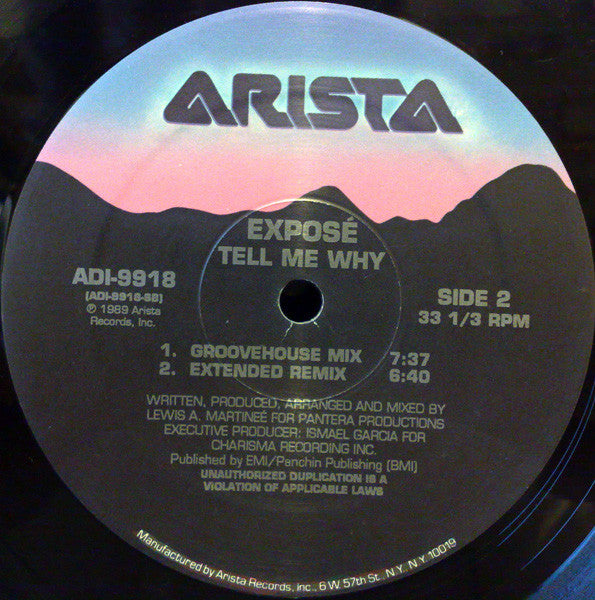 ARISTA
EXPOSÉ
TELL ME WHY
ADI-9918
[ADI-9918-SB]
℗ 1989 Arista
Records, Inc.
SIDE 2
33 1/3 RPM
1. GROOVEHOUSE MIX 7:37
2. EXTENDED REMIX 6:40
WRITTEN, PRODUCED, ARRANGED AND MIXED BY
LEWIS A. MARTINEÉ FOR PANTERA PRODUCTIONS
EXECUTIVE PRODUCER: ISMAEL GARCIA FOR
CHARISMA RECORDING INC.
Published by EMI/Panchin Publishing (BMI)
UNAUTHORIZED DUPLICATION IS A
VIOLATION OF APPLICABLE LAWS
Manufactured by Arista Records, Inc., 6 W. 57th St., N.Y., N.Y. 10019